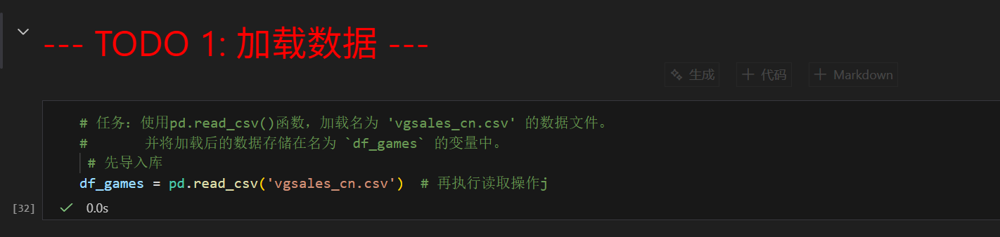 --- TODO 1: 加载数据 ---
生成 代码 Markdown
# 任务：使用pd.read_csv()函数，加载名为 'vgsales_cn.csv' 的数据文件。
# 并将加载后的数据存储在名为 `df_games` 的变量中。
# 先导入库
df_games = pd.read_csv('vgsales_cn.csv') # 再执行读取操作j
[32] 0.0s